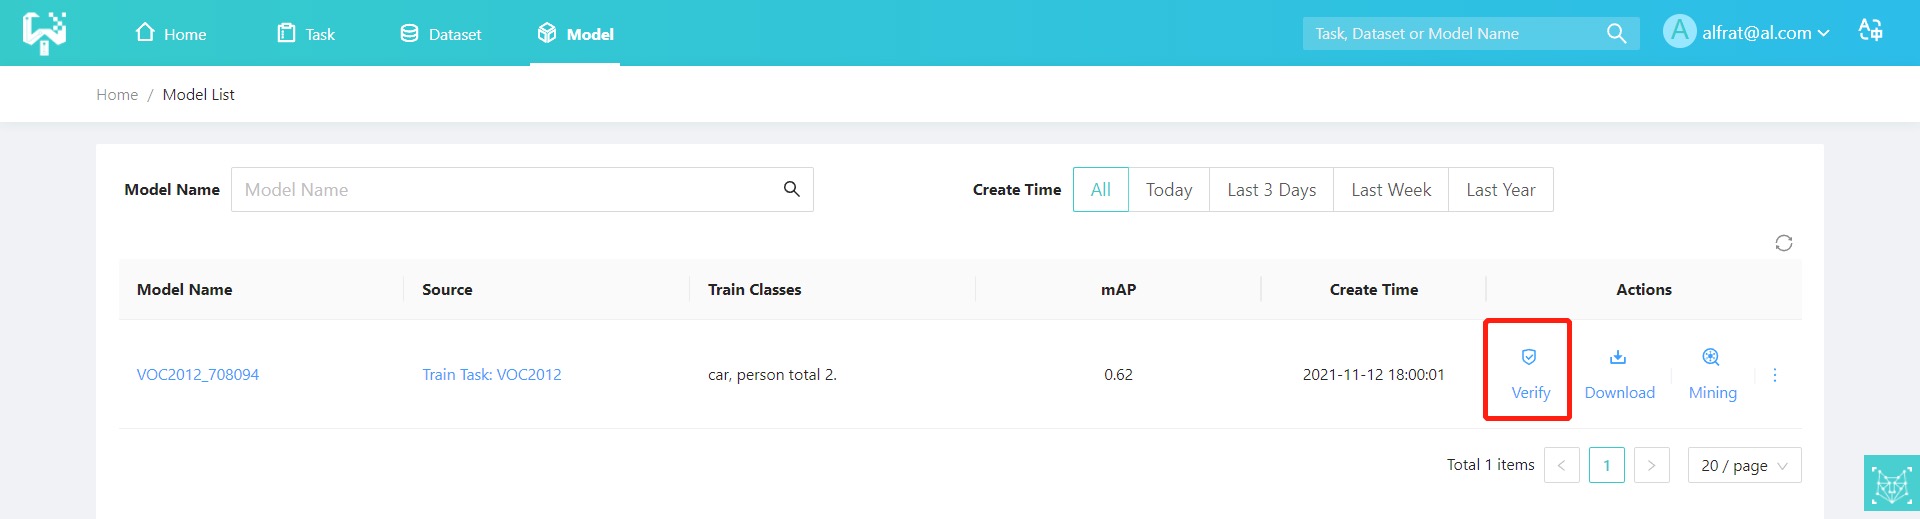 Home Task Dataset Model Task, Dataset or Model Name A alfrat@al.com
Home / Model List
Model Name Model Name Create Time All Today Last 3 Days Last Week Last Year
Model Name Source Train Classes mAP Create Time Actions
VOC2012_708094 Train Task: VOC2012 car, person total 2. 0.62 2021-11-12 18:00:01 Verify Download Mining
Total 1 items < 1 > 20 / page